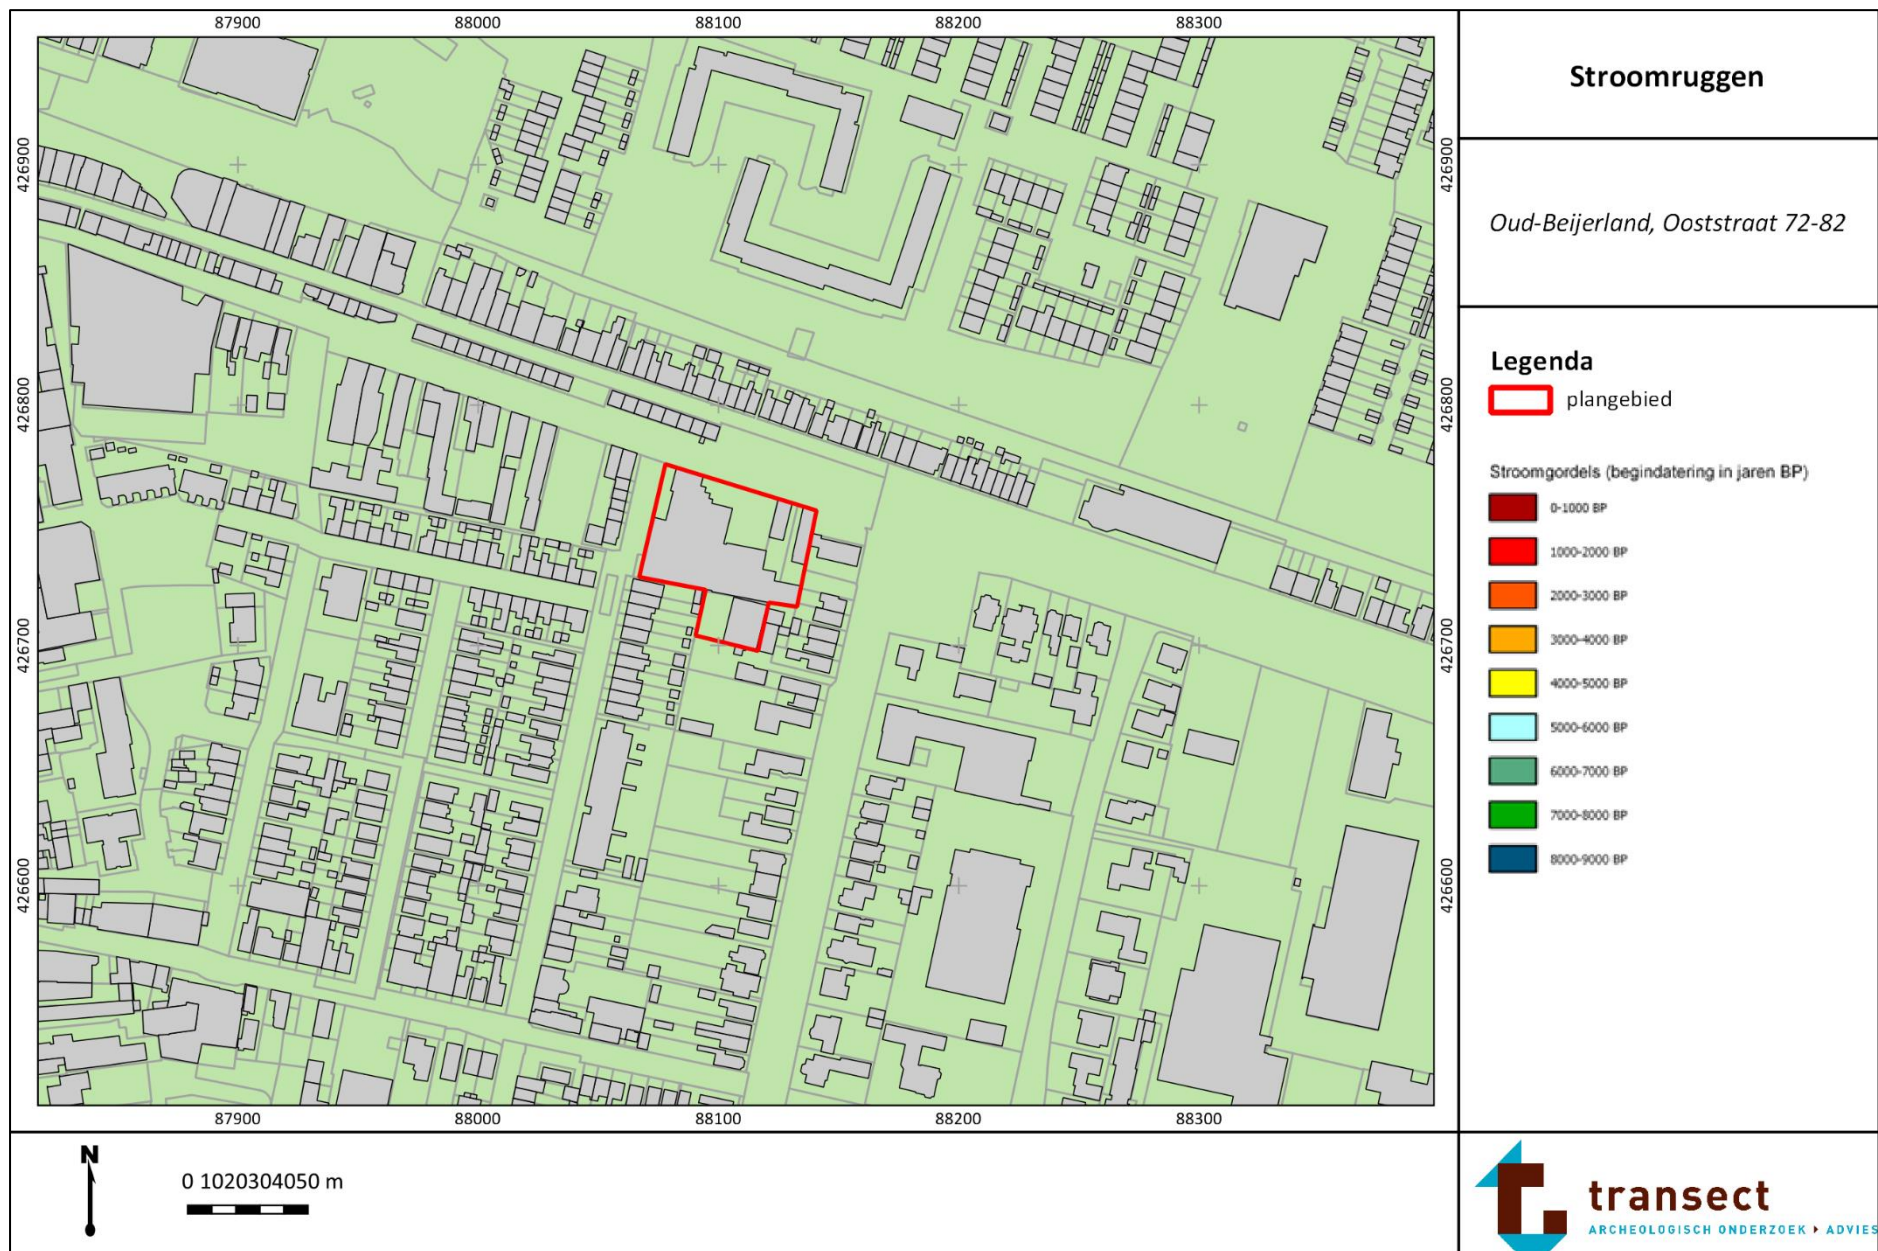 87900 88000 88100 88200 88300
426900
426900
426800
426800
426700
426700
426600
426600
87900 88000 88100 88200 88300
Stroomruggen
Oud-Beijerland, Ooststraat 72-82
Legenda
plangebied
Stroomgordels (begindatering in jaren BP)
0-1000 BP
1000-2000 BP
2000-3000 BP
3000-4000 BP
4000-5000 BP
5000-6000 BP
6000-7000 BP
7000-8000 BP
8000-9000 BP
N
0 1020304050 m
transect
ARCHEOLOGISCH ONDERZOEK ▸ ADVIES